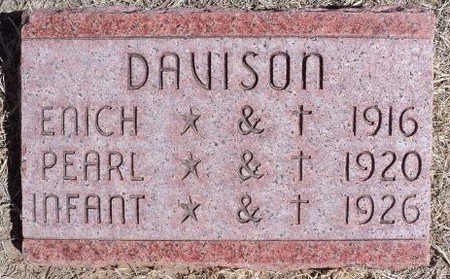 DAVISON
ENICH ☆ & † 1916
PEARL ☆ & † 1920
INFANT ☆ & † 1926